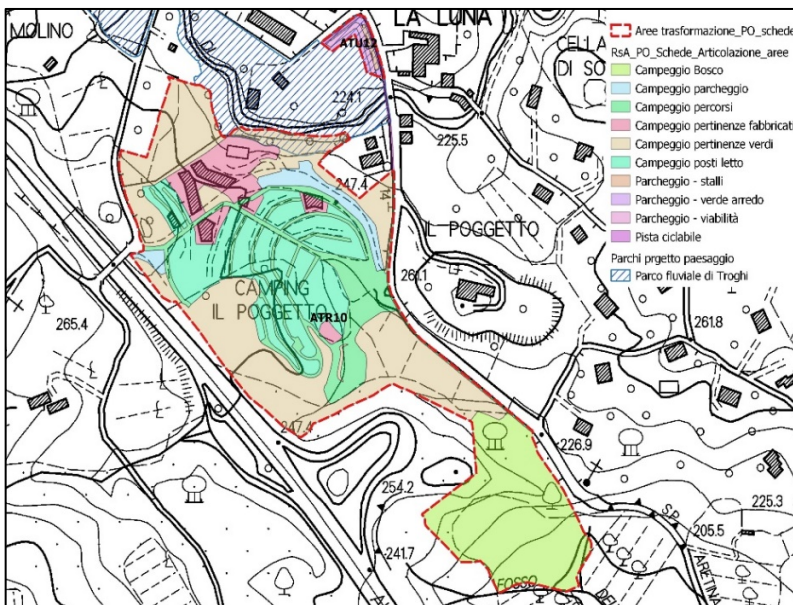 MOLINO
LA LUNA
CELLA
DI SO
ATU12
224.1
225.5
247.4
IL POGGETTO
261.1
265.4
CAMPING
IL POGGETTO
ATR10
261.8
247.4
226.9
254.2
225.3
S.P.
205.5
241.7
ARETINA
FOSSO
DEL
Aree trasformazione_PO_schede
RsA_PO_Schede_Articolazione_aree
Campeggio Bosco
Campeggio parcheggio
Campeggio percorsi
Campeggio pertinenze fabbricati
Campeggio pertinenze verdi
Campeggio posti letto
Parcheggio - stalli
Parcheggio - verde arredo
Parcheggio - viabilità
Pista ciclabile
Parchi prgetto paesaggio
Parco fluviale di Troghi